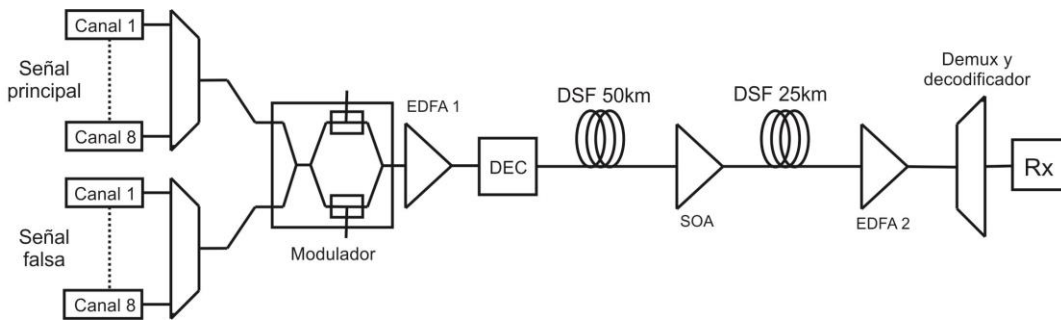 Canal 1
Señal
principal
Canal 8
Canal 1
Señal
falsa
Canal 8
Modulador
EDFA 1
DEC
DSF 50km
SOA
DSF 25km
EDFA 2
Demux y
decodificador
Rx